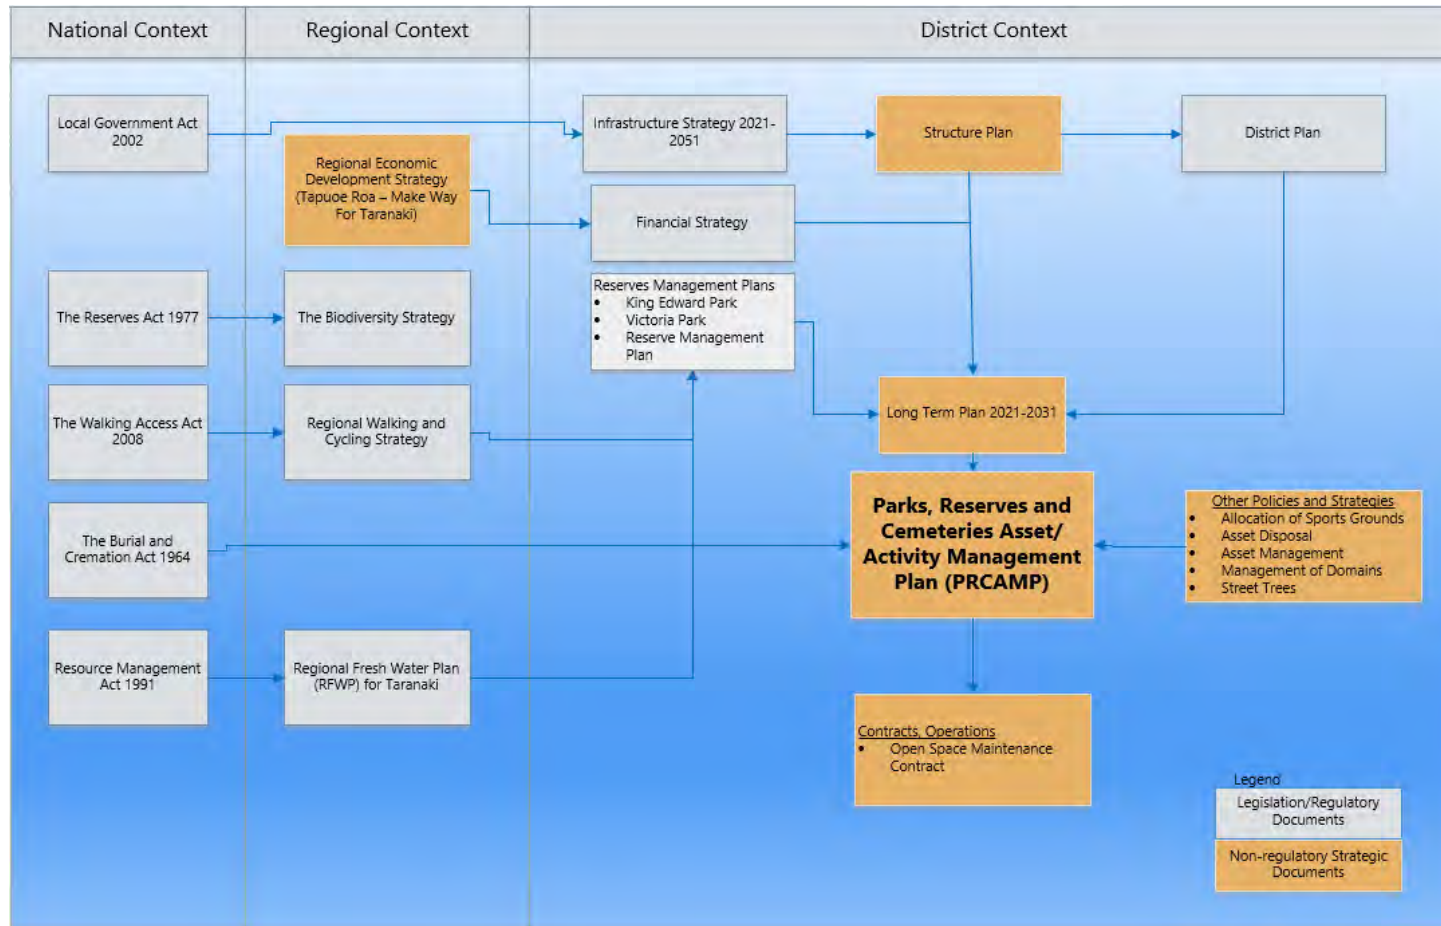 National Context
Regional Context
District Context
Local Government Act
2002
Infrastructure Strategy 2021-
2051
Structure Plan
District Plan
Regional Economic
Development Strategy
(Tapuoe Roa – Make Way
For Taranaki)
Financial Strategy
The Reserves Act 1977
The Biodiversity Strategy
Reserves Management Plans
• King Edward Park
• Victoria Park
• Reserve Management
Plan
The Walking Access Act
2008
Regional Walking and
Cycling Strategy
Long Term Plan 2021-2031
The Burial and
Cremation Act 1964
Parks, Reserves and
Cemeteries Asset/
Activity Management
Plan (PRCAMP)
Other Policies and Strategies
• Allocation of Sports Grounds
• Asset Disposal
• Asset Management
• Management of Domains
• Street Trees
Resource Management
Act 1991
Regional Fresh Water Plan
(RFWP) for Taranaki
Contracts, Operations
• Open Space Maintenance
Contract
Legend
Legislation/Regulatory
Documents
Non-regulatory Strategic
Documents